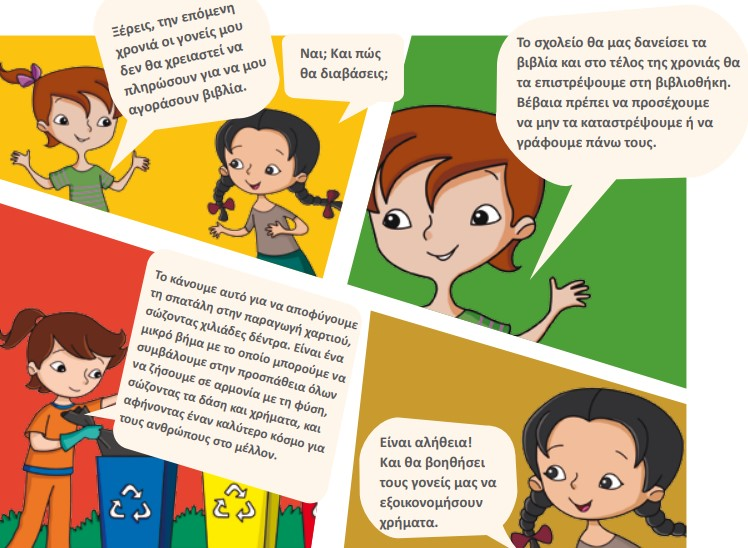 Ξέρεις, την επόμενη
χρονιά οι γονείς μου
δεν θα χρειαστεί να
πληρώσουν για να μου
αγοράσουν βιβλία.
Ναι; Και πώς
θα διαβάσεις;
Το σχολείο θα μας δανείσει τα
βιβλία και στο τέλος της χρονιάς θα
τα επιστρέψουμε στη βιβλιοθήκη.
Βέβαια πρέπει να προσέχουμε
να μην τα καταστρέψουμε ή να
γράφουμε πάνω τους.
Το κάνουμε αυτό για να αποφύγουμε
τη σπατάλη στην παραγωγή χαρτιού,
σώζοντας χιλιάδες δέντρα. Είναι ένα
μικρό βήμα με το οποίο μπορούμε να
συμβάλουμε στην προσπάθεια όλων
να ζήσουμε σε αρμονία με τη φύση,
σώζοντας τα δάση και χρήματα, και
αφήνοντας έναν καλύτερο κόσμο για
τους ανθρώπους στο μέλλον.
Είναι αλήθεια!
Και θα βοηθήσει
τους γονείς μας να
εξοικονομήσουν
χρήματα.